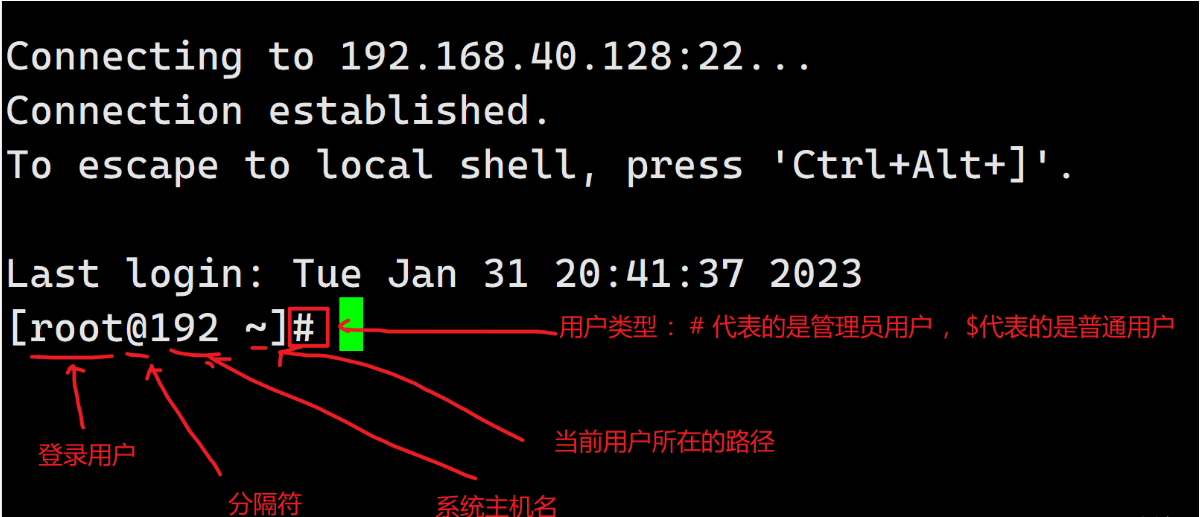 Connecting to 192.168.40.128:22...
Connection established.
To escape to local shell, press 'Ctrl+Alt+]'.
Last login: Tue Jan 31 20:41:37 2023
[root@192 ~]#
用户类型： # 代表的是管理员用户，$代表的是普通用户
当前用户所在的路径
登录用户
分隔符
系统主机名